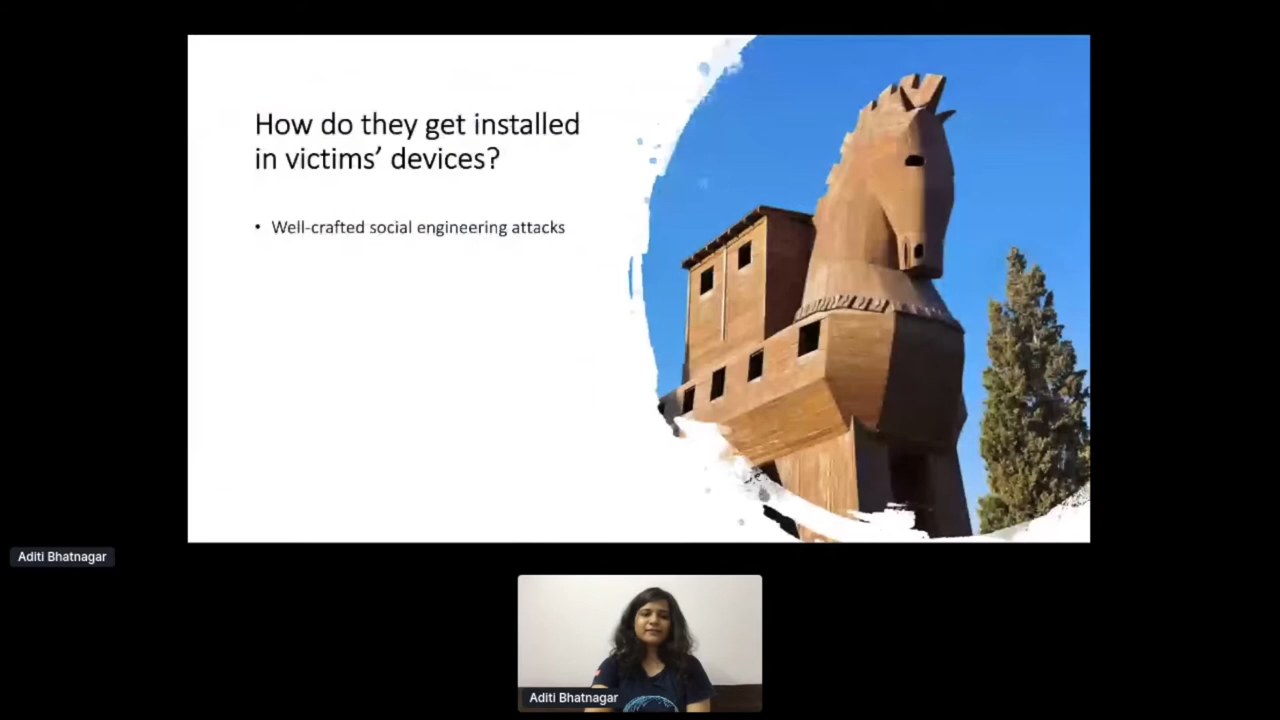 How do they get installed
in victims’ devices?
• Well-crafted social engineering attacks
Aditi Bhatnagar
Aditi Bhatnagar